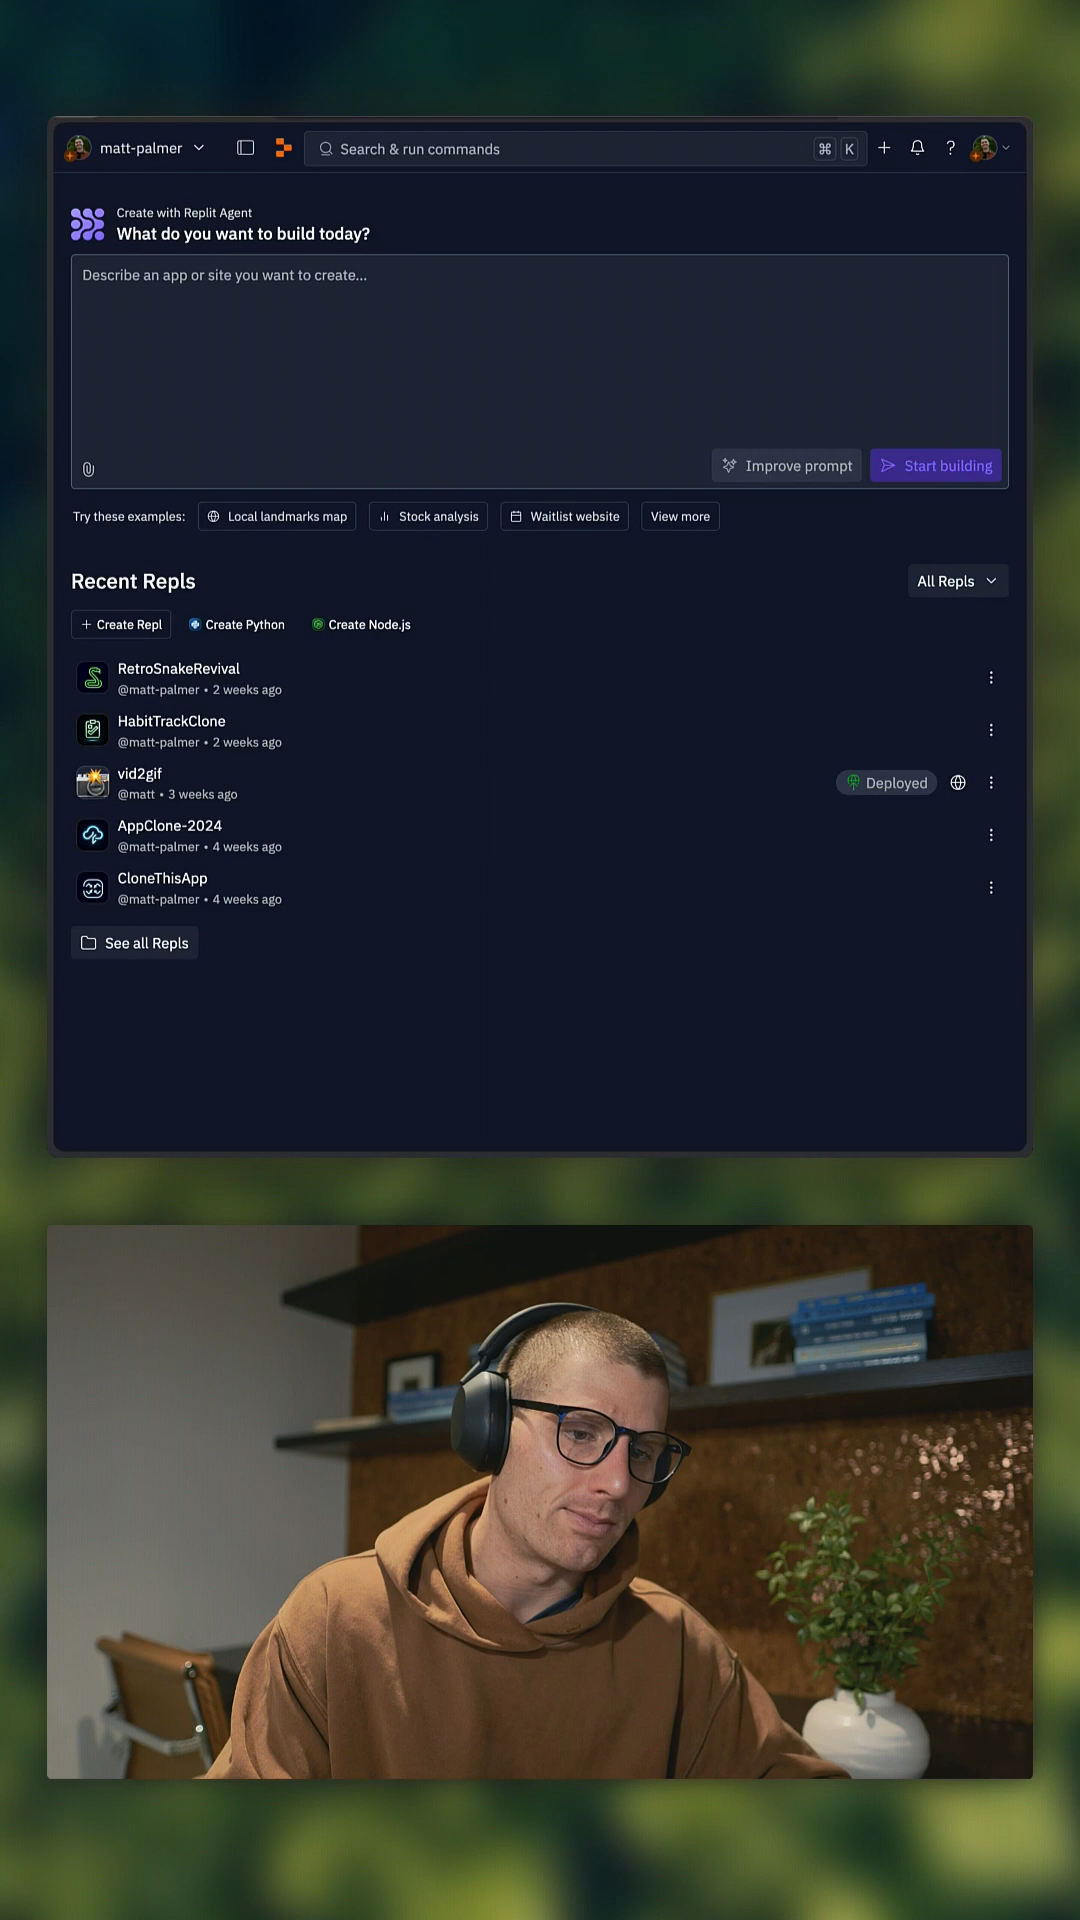 matt-palmer
Search & run commands
⌘ K
?
Create with Replit Agent
What do you want to build today?
Describe an app or site you want to create...
Improve prompt
Start building
Try these examples:
Local landmarks map
Stock analysis
Waitlist website
View more
Recent Repls
All Repls
+ Create Repl
Create Python
Create Node.js
RetroSnakeRevival
@matt-palmer • 2 weeks ago
HabitTrackClone
@matt-palmer • 2 weeks ago
vid2gif
@matt • 3 weeks ago
Deployed
AppClone-2024
@matt-palmer • 4 weeks ago
CloneThisApp
@matt-palmer • 4 weeks ago
See all Repls